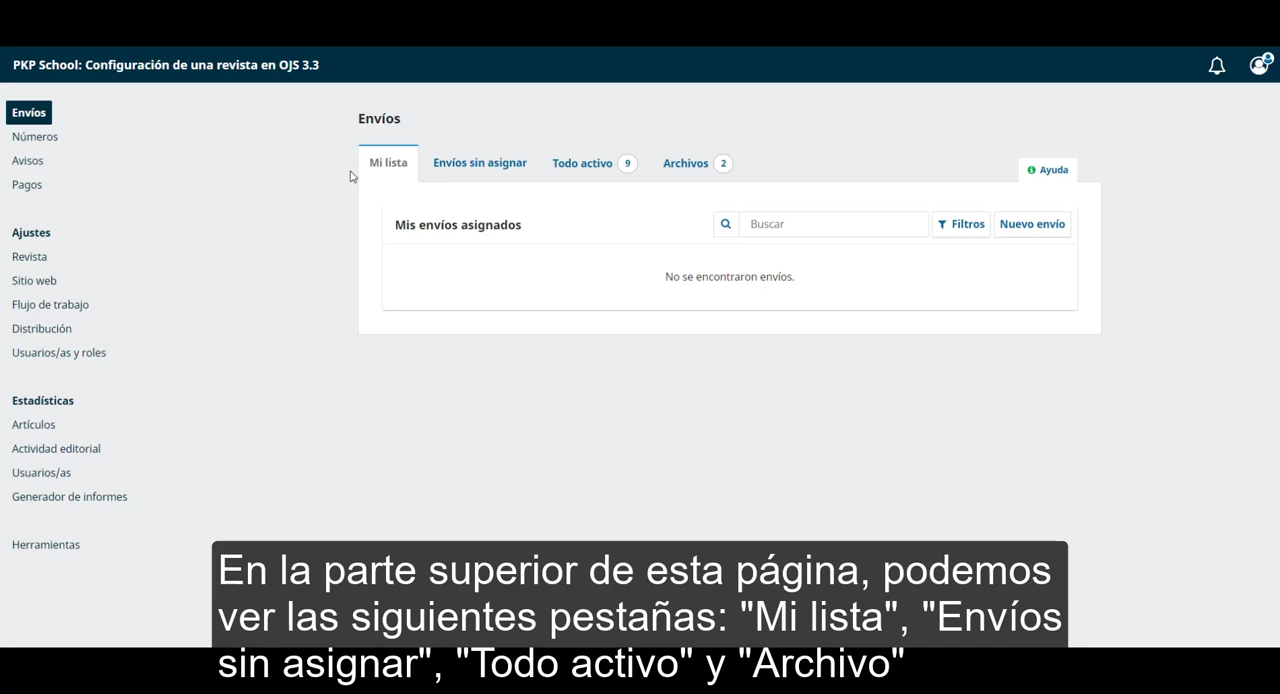 PKP School: Configuración de una revista en OJS 3.3
Envíos
Números
Avisos
Pagos
Ajustes
Revista
Sitio web
Flujo de trabajo
Distribución
Usuarios/as y roles
Estadísticas
Artículos
Actividad editorial
Usuarios/as
Generador de informes
Herramientas
Envíos
Mi lista Envíos sin asignar Todo activo 9 Archivos 2
Ayuda
Mis envíos asignados Buscar Filtros Nuevo envío
No se encontraron envíos.
En la parte superior de esta página, podemos
ver las siguientes pestañas: "Mi lista", "Envíos
sin asignar", "Todo activo" y "Archivo"